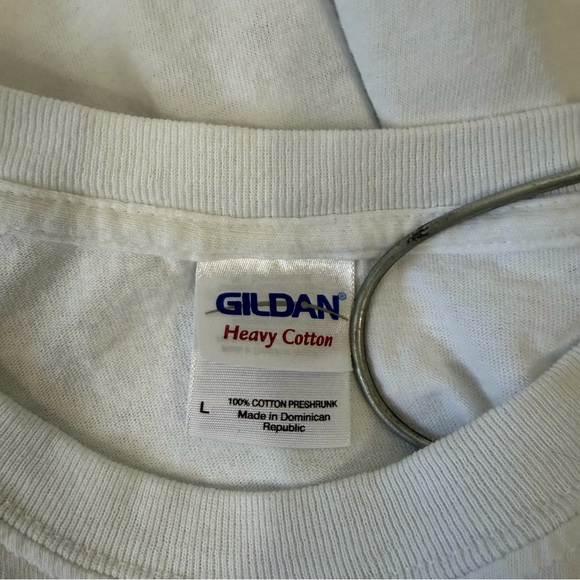 GILDAN®
Heavy Cotton
L
100% COTTON PRESHRUNK
Made in Dominican
Republic